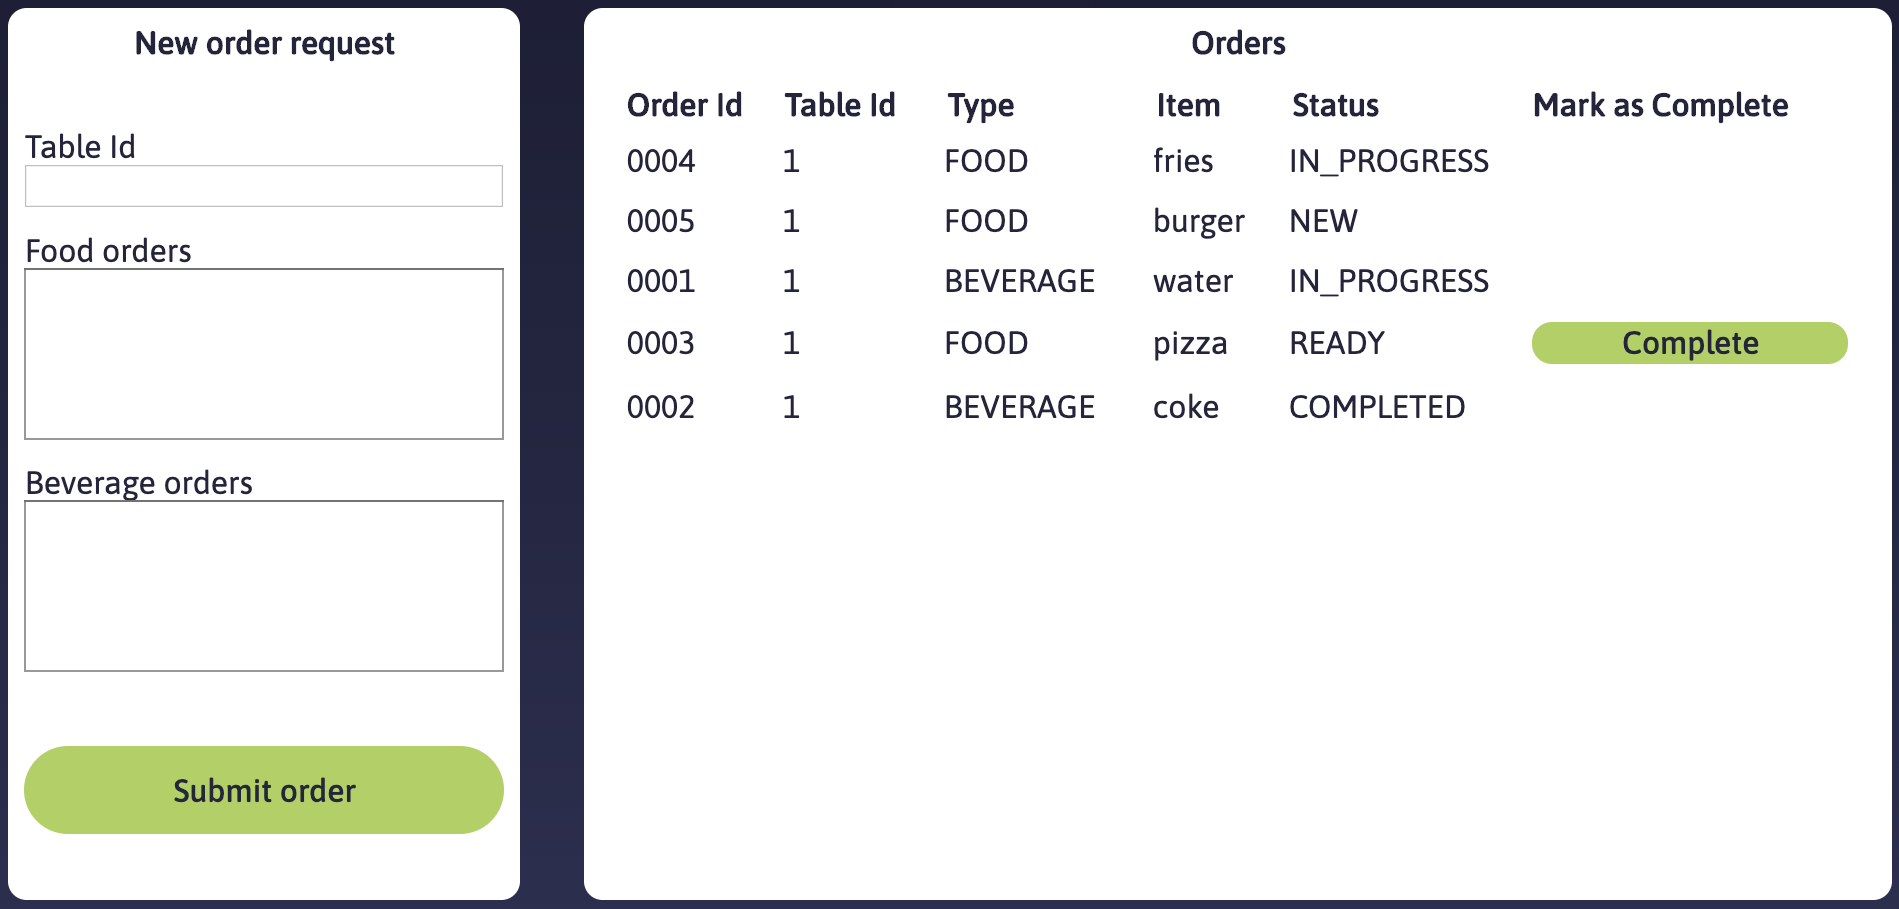 New order request
Table Id
Food orders
Beverage orders
Submit order
Orders
Order Id Table Id Type Item Status Mark as Complete
0004 1 FOOD fries IN_PROGRESS
0005 1 FOOD burger NEW
0001 1 BEVERAGE water IN_PROGRESS
0003 1 FOOD pizza READY Complete
0002 1 BEVERAGE coke COMPLETED